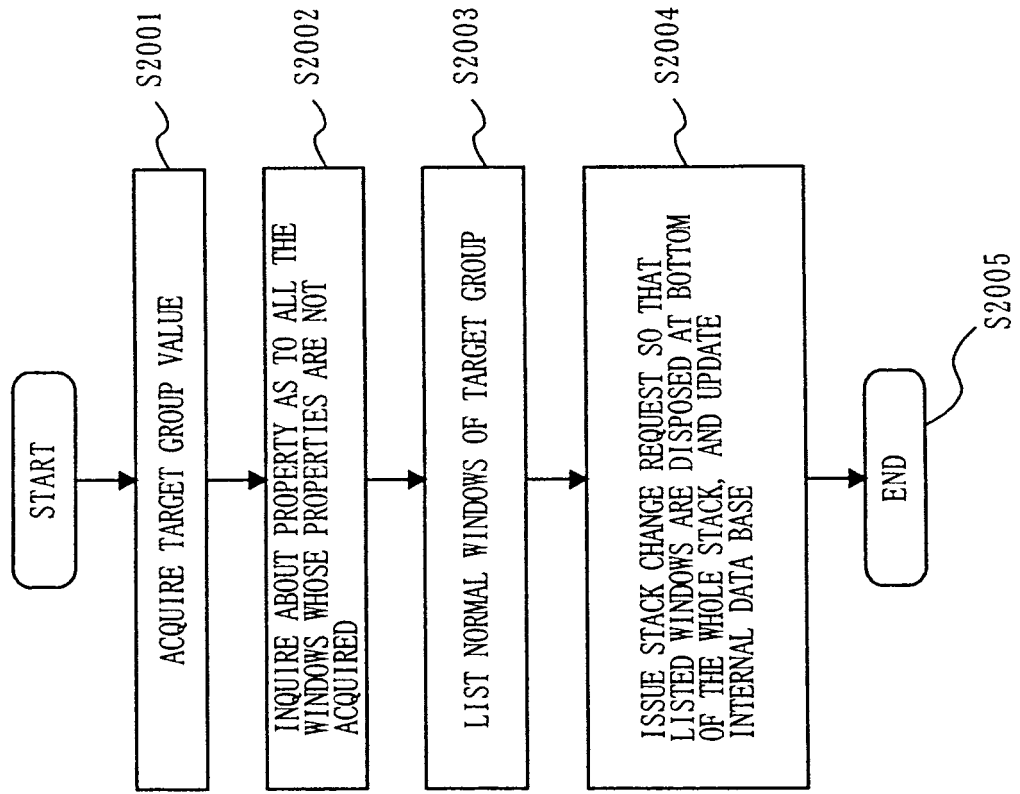 START
ACQUIRE TARGET GROUP VALUE
S2001
INQUIRE ABOUT PROPERTY AS TO ALL THE
WINDOWS WHOSE PROPERTIES ARE NOT
ACQUIRED
S2002
LIST NORMAL WINDOWS OF TARGET GROUP
S2003
ISSUE STACK CHANGE REQUEST SO THAT
LISTED WINDOWS ARE DISPOSED AT BOTTOM
OF THE WHOLE STACK, AND UPDATE
INTERNAL DATA BASE
S2004
END
S2005